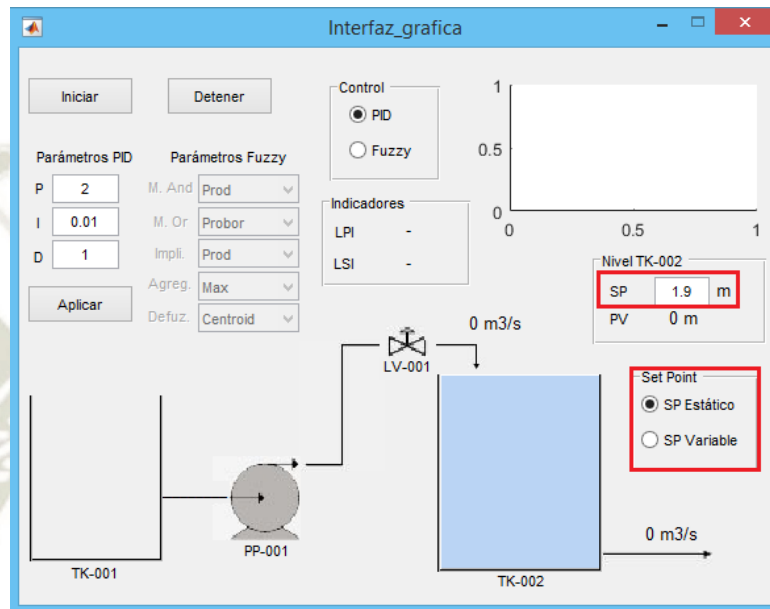 Interfaz_grafica
Iniciar
Detener
Control
PID
Fuzzy
1
0.5
0
0
0.5
1
Parámetros PID
P 2
I 0.01
D 1
Aplicar
Parámetros Fuzzy
M. And Prod
M. Or Probor
Impli. Prod
Agreg. Max
Defuz. Centroid
Indicadores
LPI -
LSI -
Nivel TK-002
SP 1.9 m
PV 0 m
Set Point
SP Estático
SP Variable
0 m3/s
LV-001
PP-001
TK-001
TK-002
0 m3/s